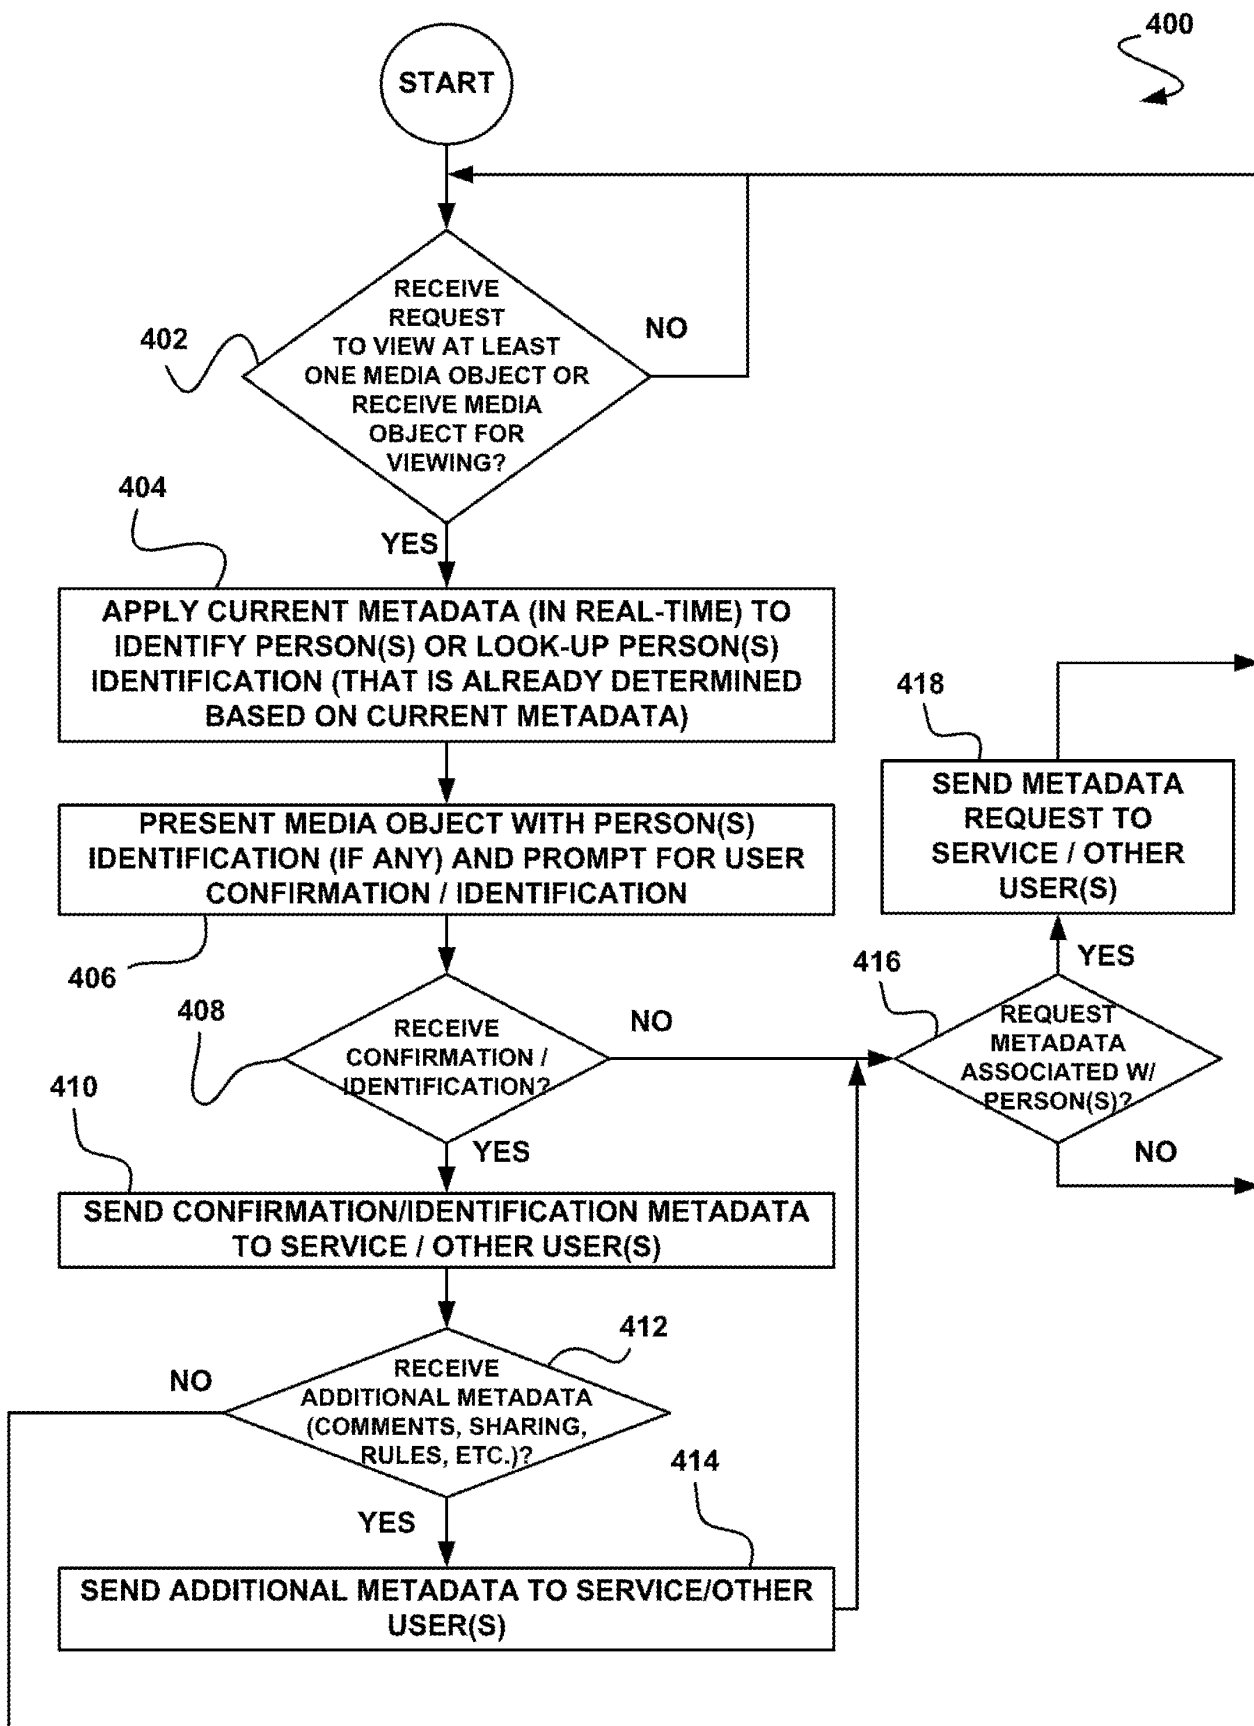 400
START
RECEIVE
REQUEST
TO VIEW AT LEAST
ONE MEDIA OBJECT OR
RECEIVE MEDIA
OBJECT FOR
VIEWING?
NO
402
YES
404
APPLY CURRENT METADATA (IN REAL-TIME) TO
IDENTIFY PERSON(S) OR LOOK-UP PERSON(S)
IDENTIFICATION (THAT IS ALREADY DETERMINED
BASED ON CURRENT METADATA)
PRESENT MEDIA OBJECT WITH PERSON(S)
IDENTIFICATION (IF ANY) AND PROMPT FOR USER
CONFIRMATION / IDENTIFICATION
406
408
RECEIVE
CONFIRMATION /
IDENTIFICATION?
NO
YES
410
SEND CONFIRMATION/IDENTIFICATION METADATA
TO SERVICE / OTHER USER(S)
412
RECEIVE
ADDITIONAL METADATA
(COMMENTS, SHARING,
RULES, ETC.)?
NO
YES
414
SEND ADDITIONAL METADATA TO SERVICE/OTHER
USER(S)
416
REQUEST
METADATA
ASSOCIATED W/
PERSON(S)?
YES
NO
418
SEND METADATA
REQUEST TO
SERVICE / OTHER
USER(S)